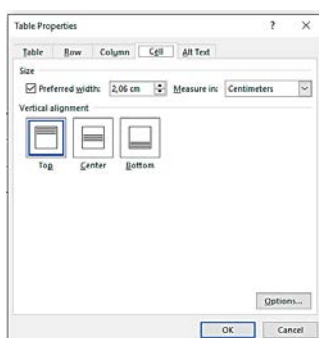 Table Properties ? ×
Table Row Column Cell Alt Text
Size
Preferred width: 2,06 cm Measure in: Centimeters
Vertical alignment
Top Center Bottom
Options...
OK Cancel